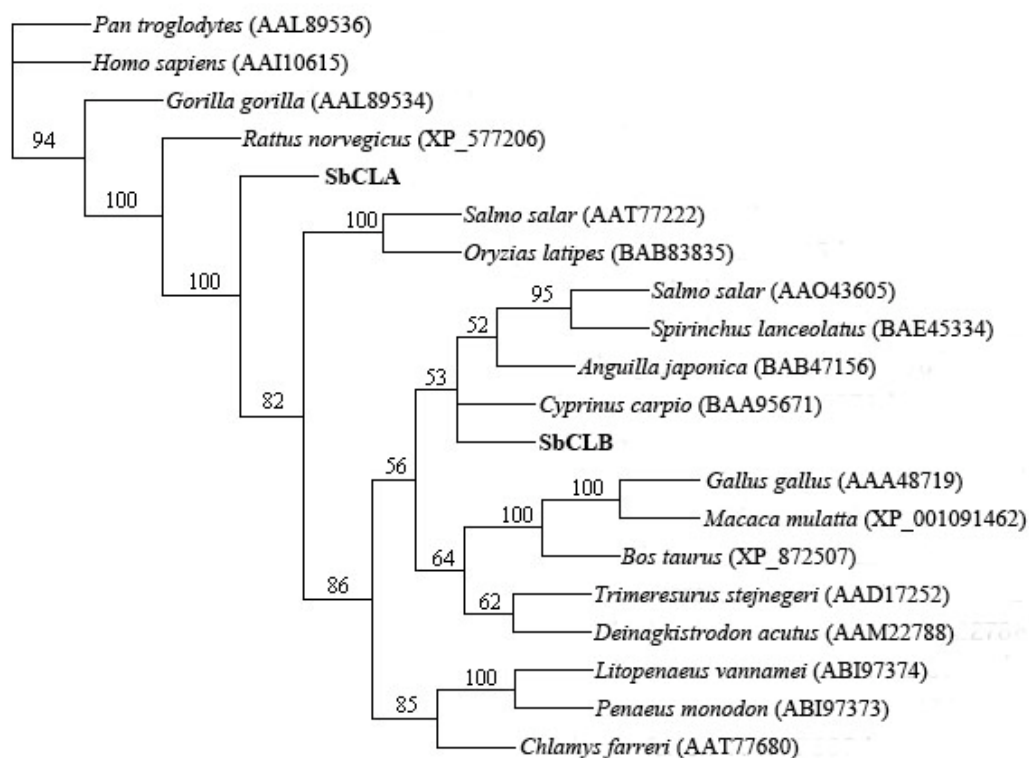 Pan troglodytes (AAL89536)
Homo sapiens (AAI10615)
Gorilla gorilla (AAL89534)
94
Rattus norvegicus (XP_577206)
SbCLA
100
100
Salmo salar (AAT77222)
Oryzias latipes (BAB83835)
100
Salmo salar (AAO43605)
95
Spirinchus lanceolatus (BAE45334)
52
Anguilla japonica (BAB47156)
53
Cyprinus carpio (BAA95671)
82
SbCLB
56
Gallus gallus (AAA48719)
100
Macaca mulatta (XP_001091462)
100
Bos taurus (XP_872507)
64
86
Trimeresurus stejnegeri (AAD17252)
62
Deinagkistrodon acutus (AAM22788)
Litopenaeus vannamei (ABI97374)
100
Penaeus monodon (ABI97373)
85
Chlamys farreri (AAT77680)